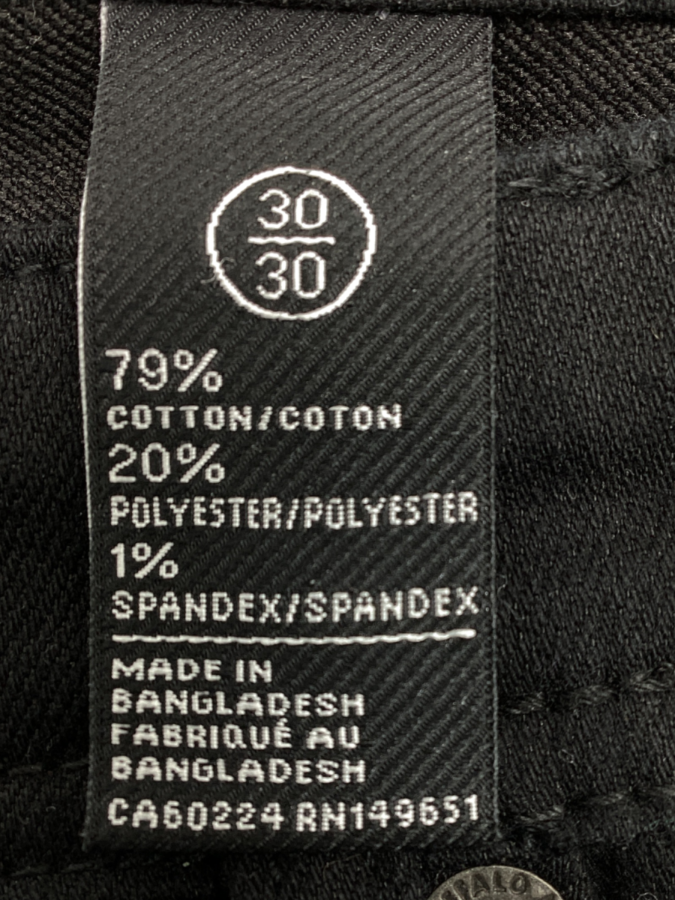 30
30
79%
COTTON/COTON
20%
POLYESTER/POLYESTER
1%
SPANDEX/SPANDEX
MADE IN
BANGLADESH
FABRIQUÉ AU
BANGLADESH
CA60224 RN149651